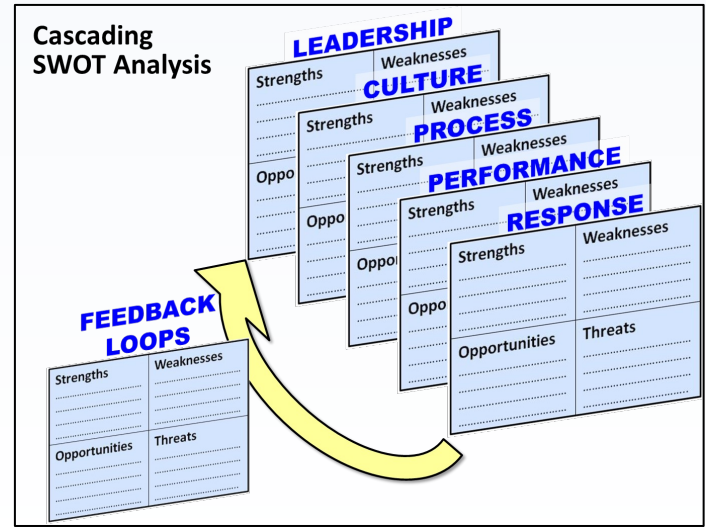 Cascading
SWOT Analysis
LEADERSHIP
Strengths
Weaknesses
Oppo
CULTURE
Strengths
Weaknesses
Oppo
PROCESS
Strengths
Weaknesses
Oppo
PERFORMANCE
Strengths
Weaknesses
Oppo
RESPONSE
Strengths
Weaknesses
Opportunities
Threats
FEEDBACK
LOOPS
Strengths
Weaknesses
Opportunities
Threats